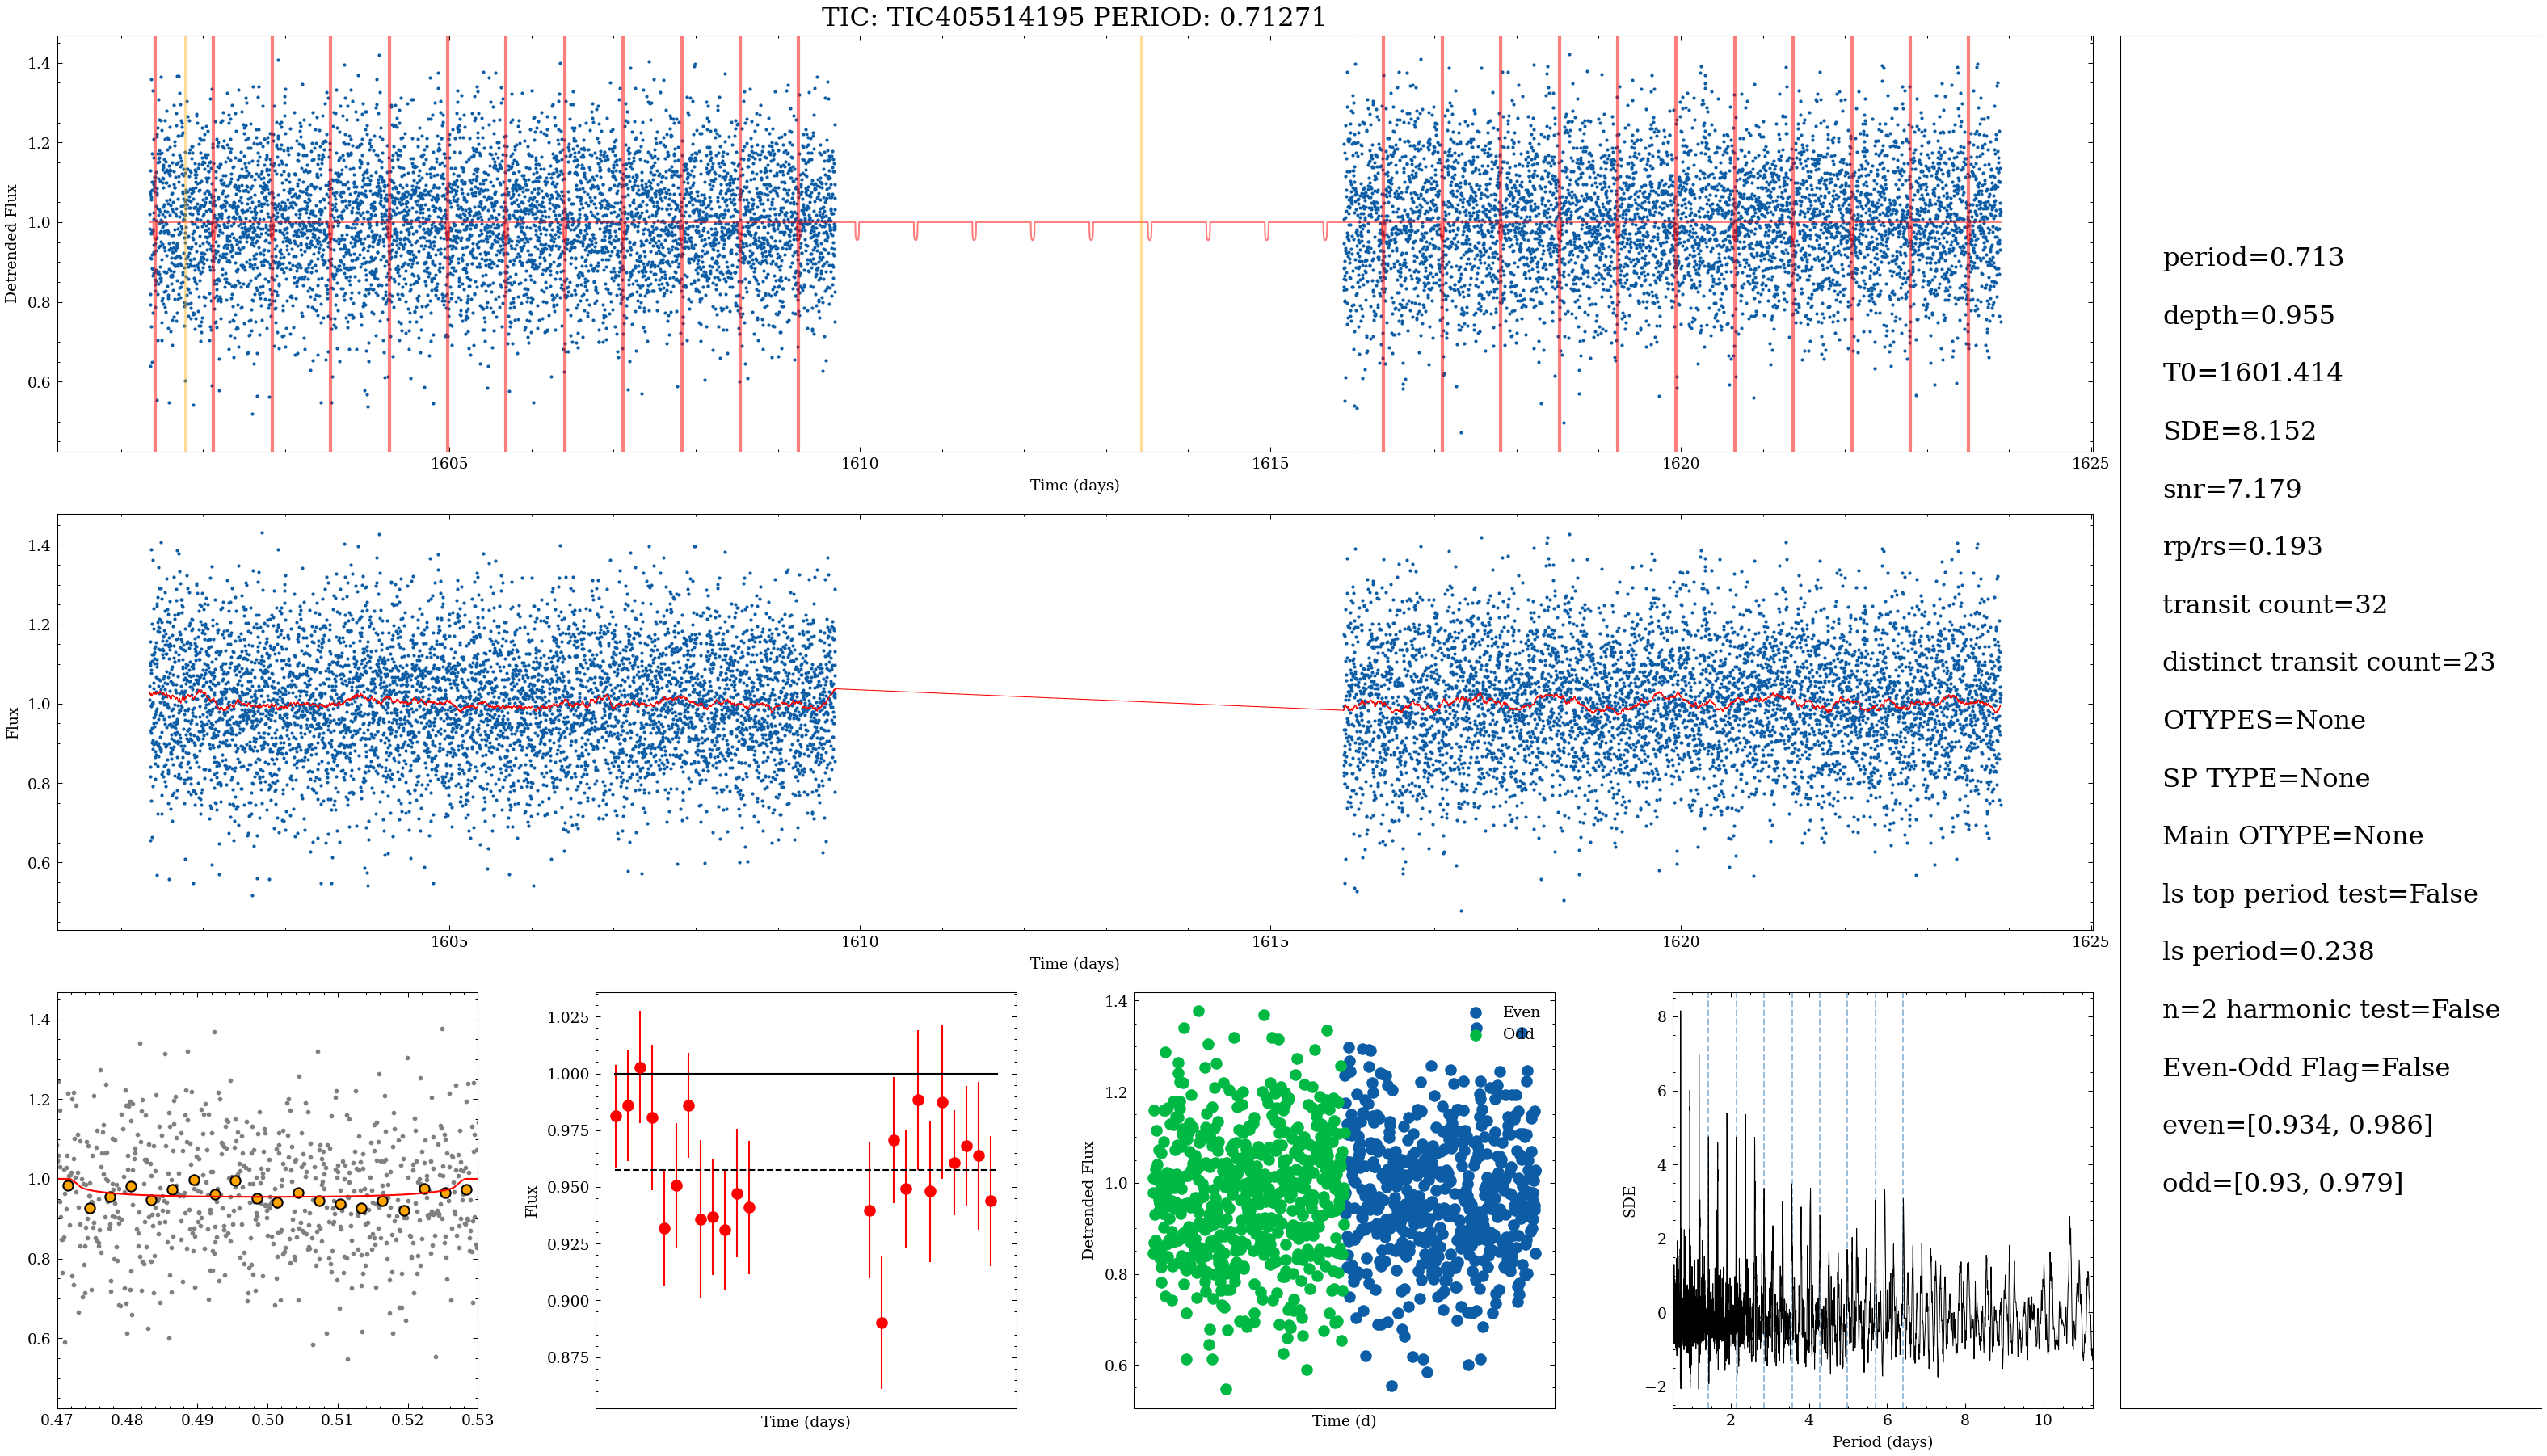 TIC: TIC405514195 PERIOD: 0.71271
1.4
1.2
1.0
0.8
0.6
Detrended Flux
1605
1610
1615
1620
1625
Time (days)
1.4
1.2
1.0
0.8
0.6
Flux
1605
1610
1615
1620
1625
Time (days)
1.4
1.2
1.0
0.8
0.6
0.47
0.48
0.49
0.50
0.51
0.52
0.53
1.025
1.000
0.975
0.950
0.925
0.900
0.875
Flux
Time (days)
1.4
1.2
1.0
0.8
0.6
Detrended Flux
Even
Odd
Time (d)
8
6
4
2
0
−2
SDE
2
4
6
8
10
Period (days)
period=0.713
depth=0.955
T0=1601.414
SDE=8.152
snr=7.179
rp/rs=0.193
transit count=32
distinct transit count=23
OTYPES=None
SP TYPE=None
Main OTYPE=None
ls top period test=False
ls period=0.238
n=2 harmonic test=False
Even-Odd Flag=False
even=[0.934, 0.986]
odd=[0.93, 0.979]